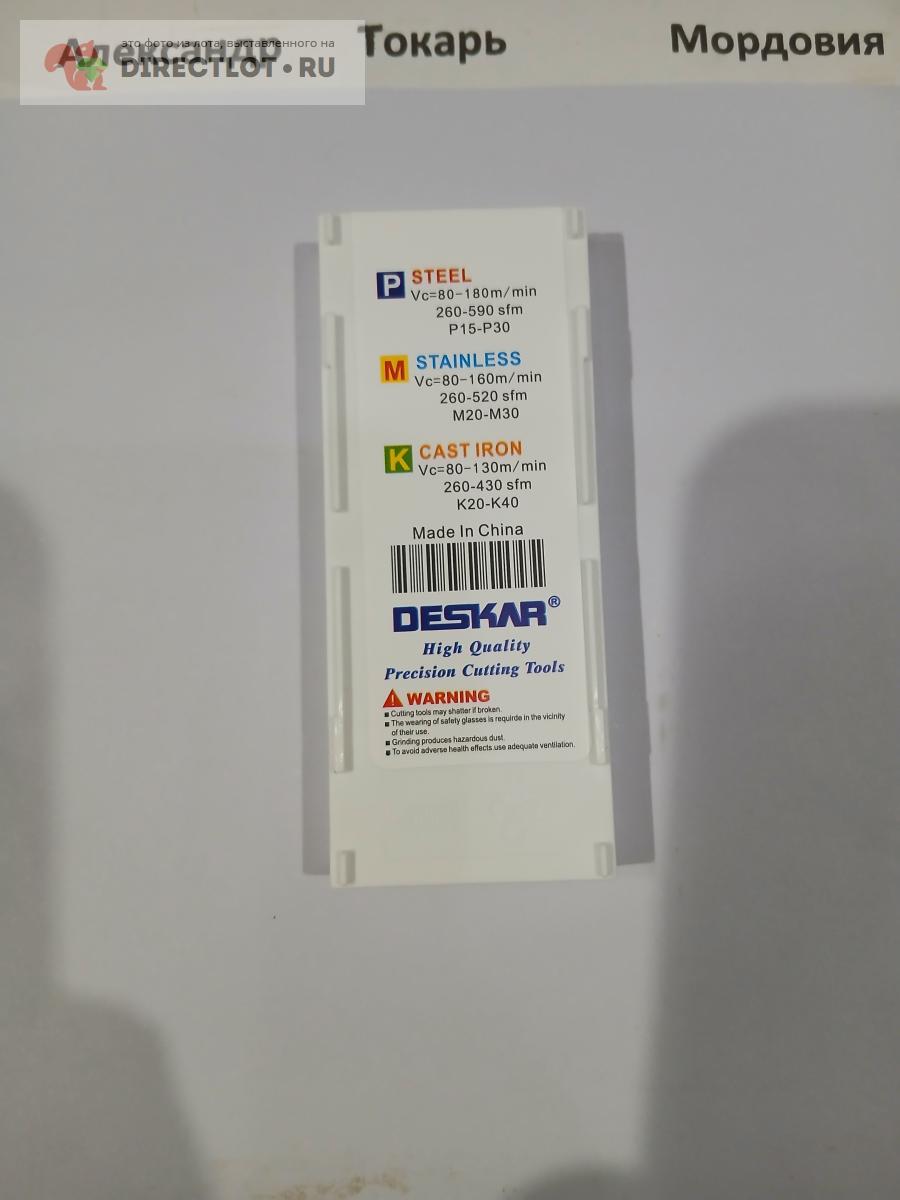 Александр Токарь Мордовия
это фото из лота, выставленного на
DIRECTLOT.RU
P STEEL
Vc=80-180m/min
260-590 sfm
P15-P30
M STAINLESS
Vc=80-160m/min
260-520 sfm
M20-M30
K CAST IRON
Vc=80-130m/min
260-430 sfm
K20-K40
Made In China
DESKAR®
High Quality
Precision Cutting Tools
WARNING
Cutting tools may shatter if broken.
The wearing of safety glasses is requirde in the vicinity
of their use.
Grinding produces hazardous dust.
To avoid adverse health effects.use adequate ventilation.